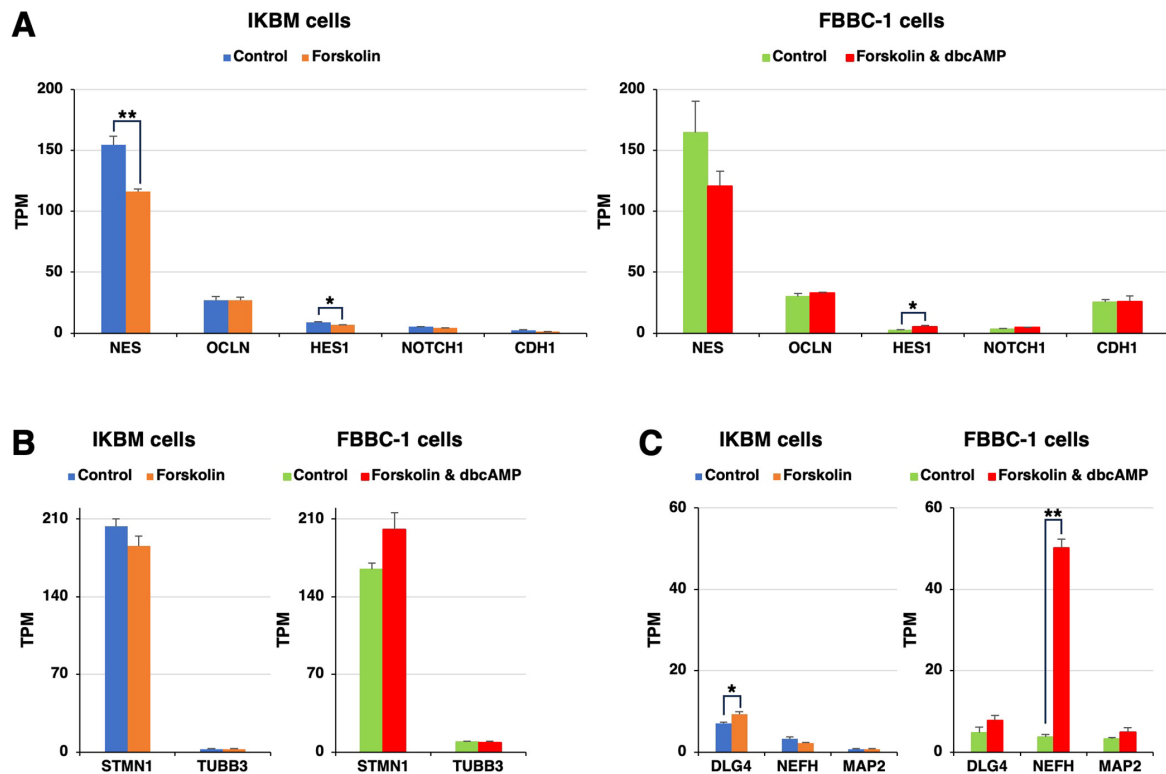 A
IKBM cells
Control Forskolin
TPM
200
150
100
50
0
**
*
NES OCLN HES1 NOTCH1 CDH1
FBBC-1 cells
Control Forskolin & dbcAMP
TPM
200
150
100
50
0
*
NES OCLN HES1 NOTCH1 CDH1
B
IKBM cells
Control Forskolin
TPM
210
140
70
0
STMN1 TUBB3
FBBC-1 cells
Control Forskolin & dbcAMP
TPM
210
140
70
0
STMN1 TUBB3
C
IKBM cells
Control Forskolin
TPM
60
40
20
0
*
DLG4 NEFH MAP2
FBBC-1 cells
Control Forskolin & dbcAMP
TPM
60
40
20
0
**
DLG4 NEFH MAP2